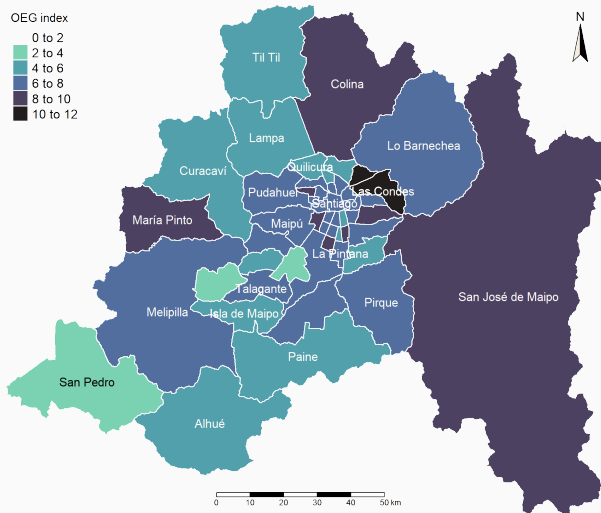 OEG index
0 to 2
2 to 4
4 to 6
6 to 8
8 to 10
10 to 12
N
Til Til
Colina
Lampa
Lo Barnechea
Quilicura
Curacaví
Pudahuel
Las Condes
Santiago
María Pinto
Maipú
La Pintana
Talagante
San José de Maipo
Pirque
Melipilla
Isla de Maipo
Paine
San Pedro
Alhué
0 10 20 30 40 50 km